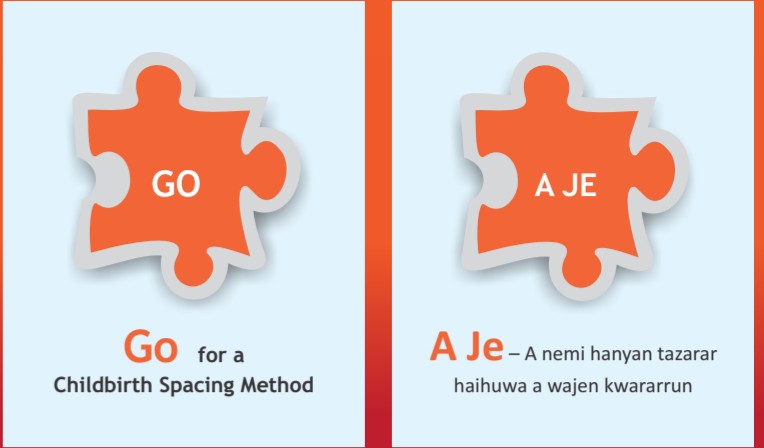 GO
Go for a
Childbirth Spacing Method
A JE
A Je – A nemi hanyan tazarar
haihuwa a wajen kwararrun